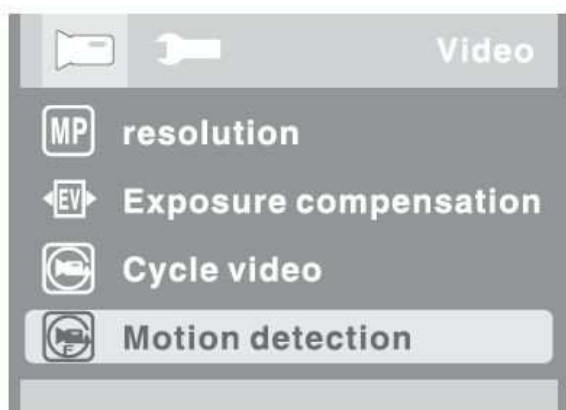 Video
MP resolution
EV Exposure compensation
Cycle video
F Motion detection